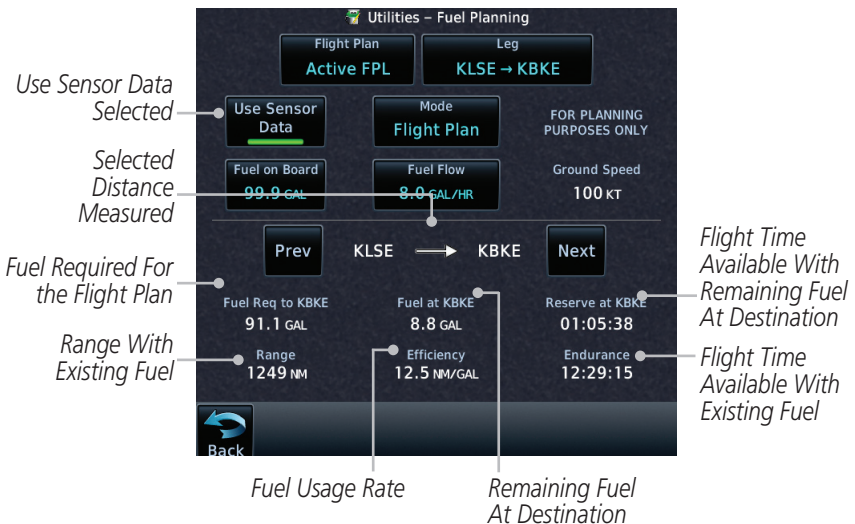 Utilities – Fuel Planning
Flight Plan
Active FPL
Leg
KLSE → KBKE
Use Sensor Data
Selected
Use Sensor
Data
Mode
Flight Plan
FOR PLANNING
PURPOSES ONLY
Selected
Distance
Measured
Fuel on Board
99.9 GAL
Fuel Flow
8.0 GAL/HR
Ground Speed
100 KT
Prev
KLSE → KBKE
Next
Fuel Required For
the Flight Plan
Flight Time
Available With
Remaining Fuel
At Destination
Fuel Req to KBKE
91.1 GAL
Fuel at KBKE
8.8 GAL
Reserve at KBKE
01:05:38
Range With
Existing Fuel
Range
1249 NM
Efficiency
12.5 NM/GAL
Endurance
12:29:15
Flight Time
Available With
Existing Fuel
Back
Fuel Usage Rate
Remaining Fuel
At Destination